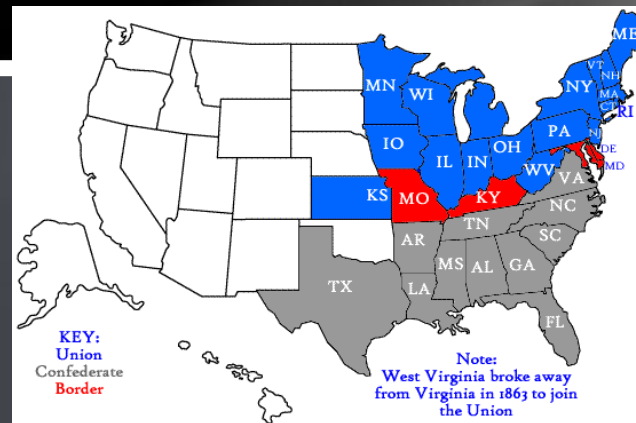 ME
VT
NH
MN
WI
NY
MA
CT
RI
IO
PA
NJ
IL
IN
OH
DE
MD
KS
MO
KY
WV
VA
TN
NC
AR
SC
MS
AL
GA
TX
LA
FL
KEY:
Union
Confederate
Border
Note:
West Virginia broke away
from Virginia in 1863 to join
the Union